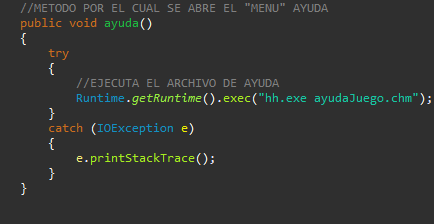 //METODO POR EL CUAL SE ABRE EL "MENU" AYUDA
public void ayuda()
{
try
{
//EJECUTA EL ARCHIVO DE AYUDA
Runtime.getRuntime().exec("hh.exe ayudaJuego.chm");
}
catch (IOException e)
{
e.printStackTrace();
}
}